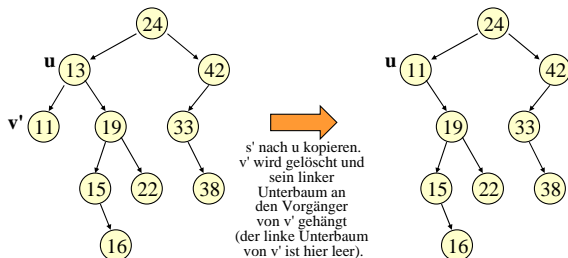 24
24
u
13
42
u
11
42
v'
11
19
33
19
33
s' nach u kopieren.
v' wird gelöscht und
sein linker
Unterbaum an
den Vorgänger
von v' gehängt
(der linke Unterbaum
von v' ist hier leer).
15
22
38
15
22
38
16
16